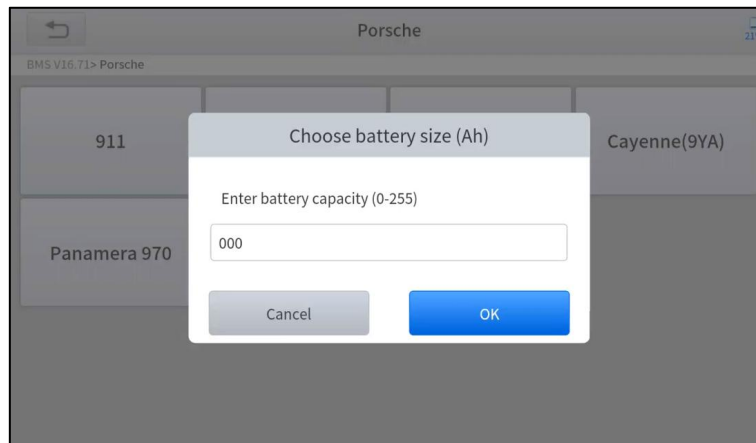 Porsche
BMS V16.71> Porsche
911
Choose battery size (Ah)
Cayenne(9YA)
Enter battery capacity (0-255)
000
Panamera 970
Cancel
OK